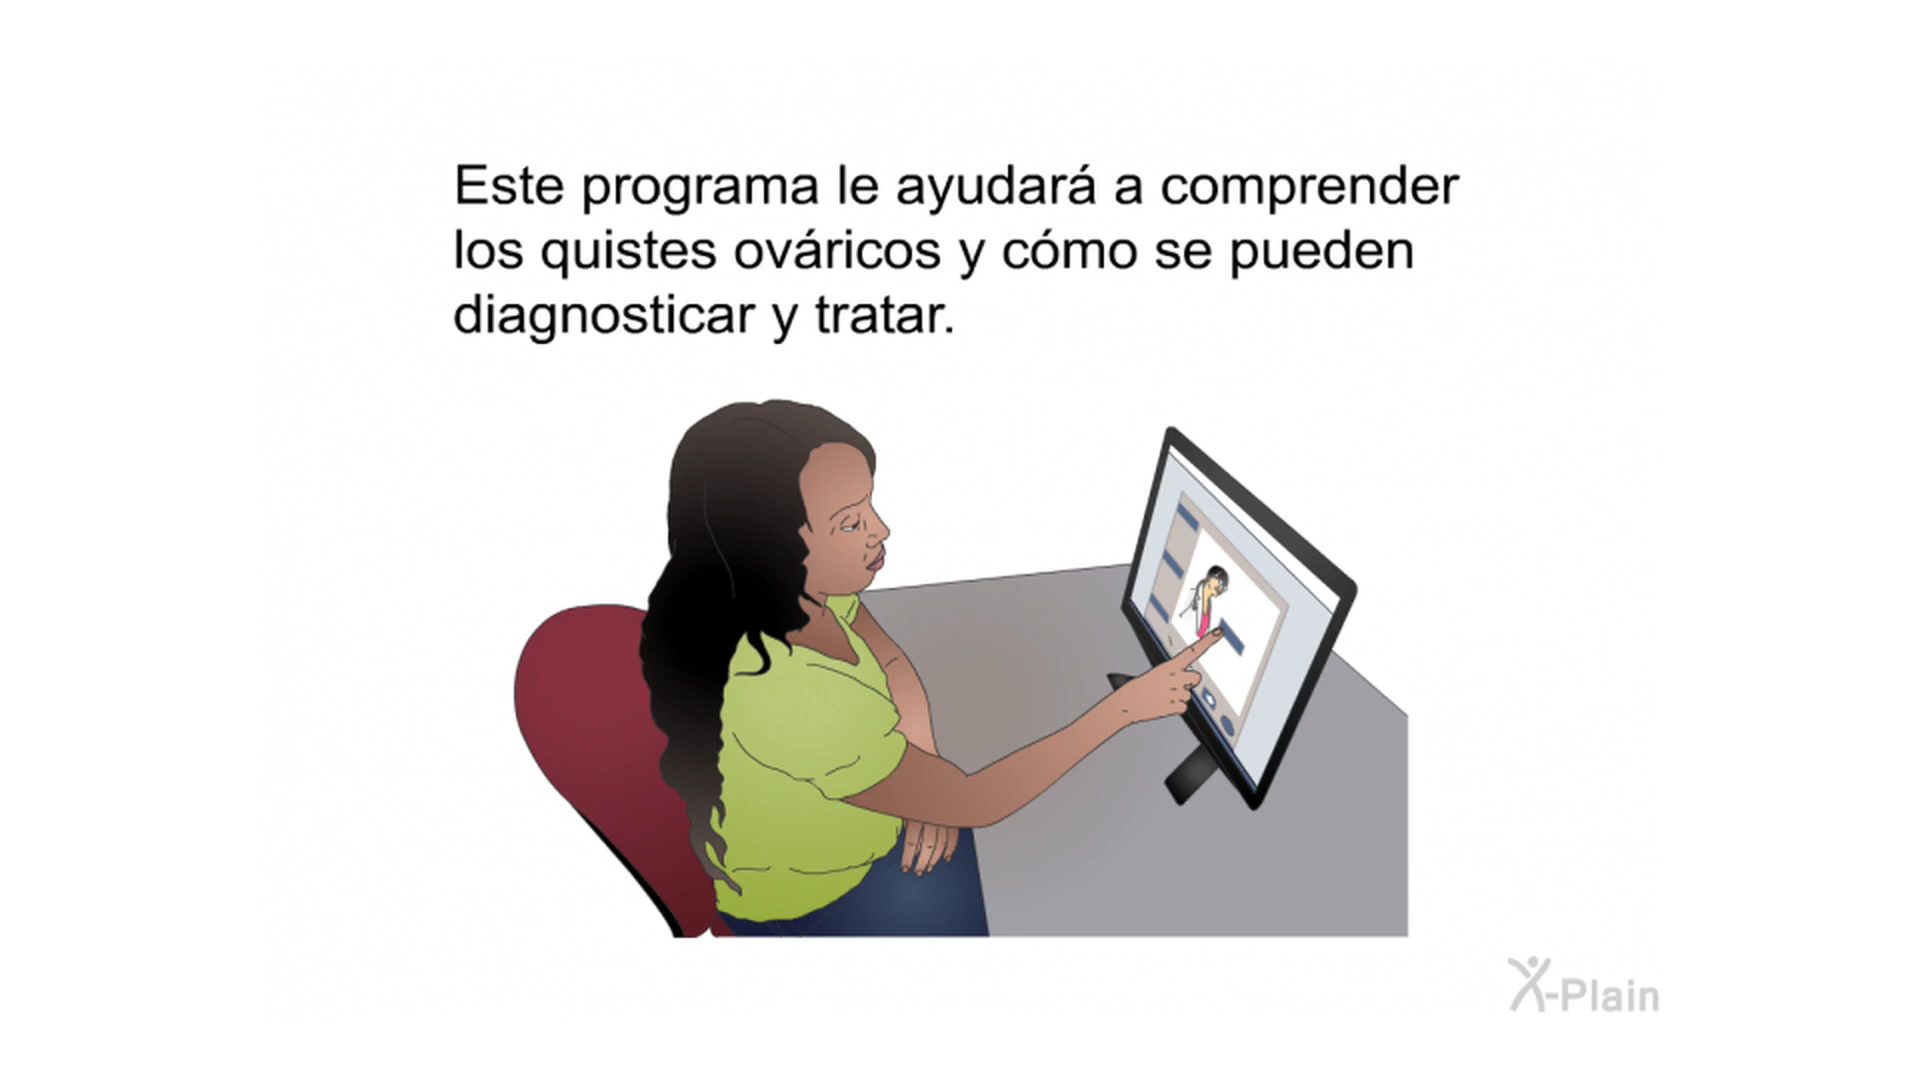 Este programa le ayudará a comprender
los quistes ováricos y cómo se pueden
diagnosticar y tratar.
X-Plain